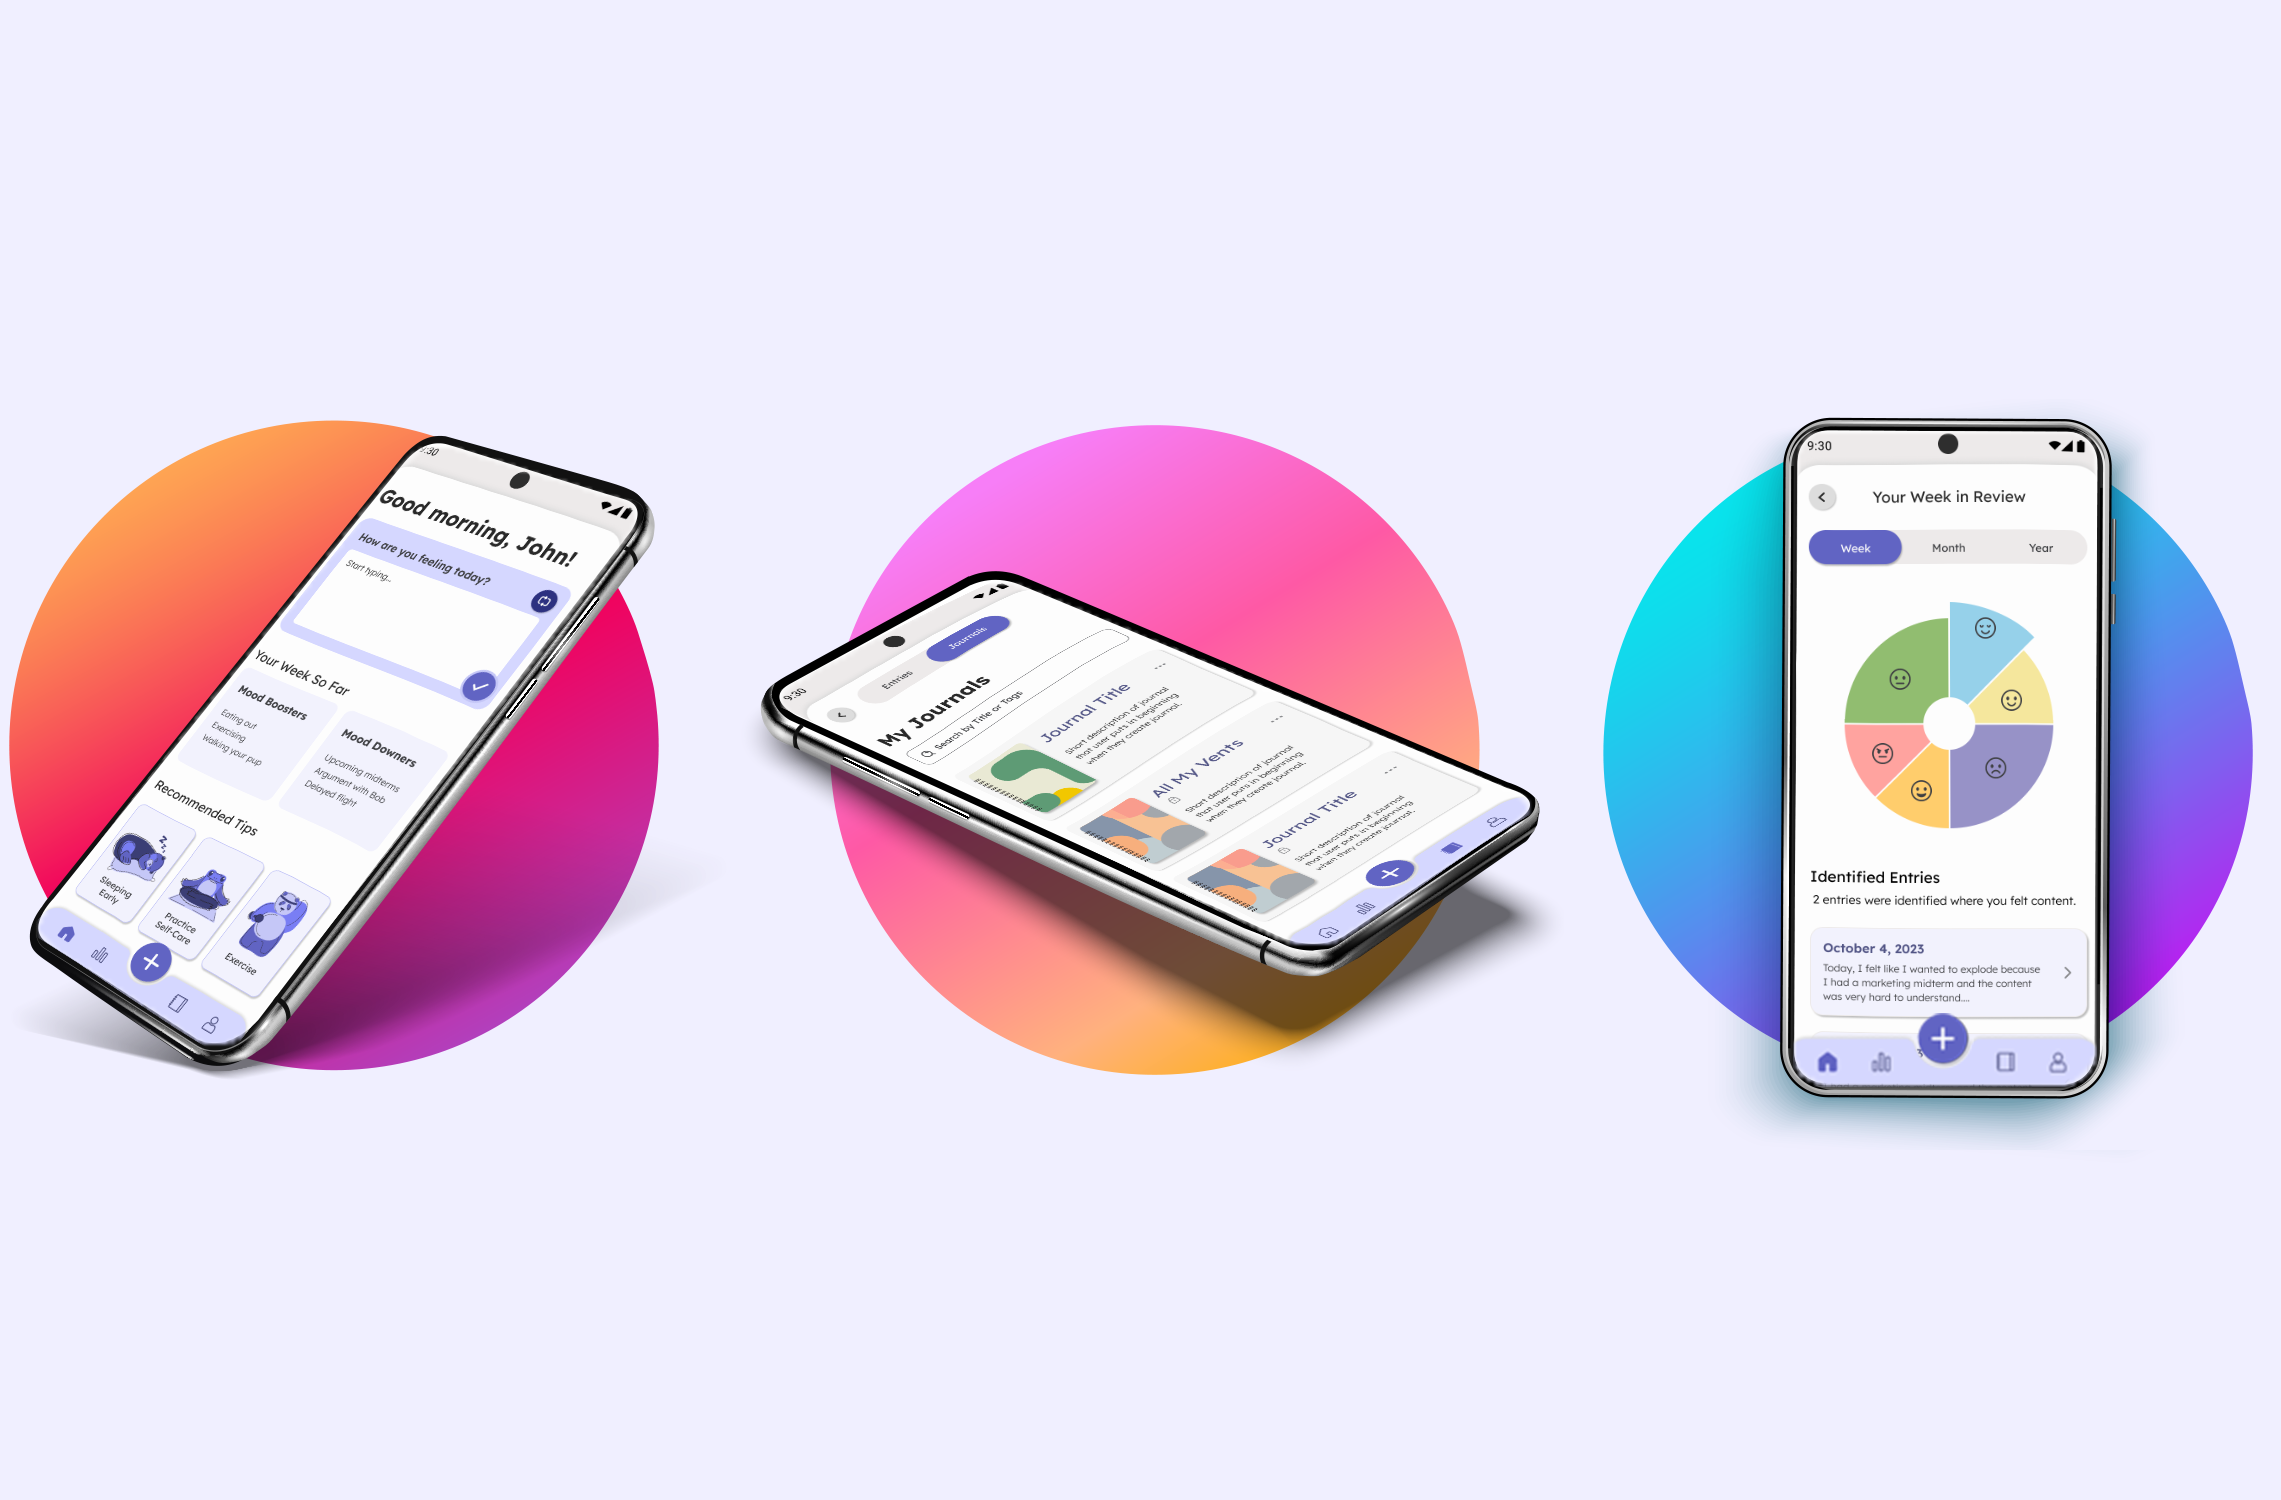 :30
Good morning, John!
How are you feeling today?
Start typing..
Your Week So Far
Mood Boosters
Eating out
Exercising
Walking your pup
Mood Downers
Upcoming midterms
Argument with Bob
Delayed flight
Recommended Tips
Sleeping
Early
Practice
Self-Care
Exercise
9:30
Entries
Journals
My Journals
Search by Title or Tags
Journal Title
Short description of journal
that user puts in beginning
when they create journal.
All My Vents
Short description of journal
that user puts in beginning
when they create journal.
Journal Title
Short description of journal
that user puts in beginning
when they create journal.
9:30
Your Week in Review
Week
Month
Year
Identified Entries
2 entries were identified where you felt content.
October 4, 2023
Today, I felt like I wanted to explode because
I had a marketing midterm and the content
was very hard to understand....